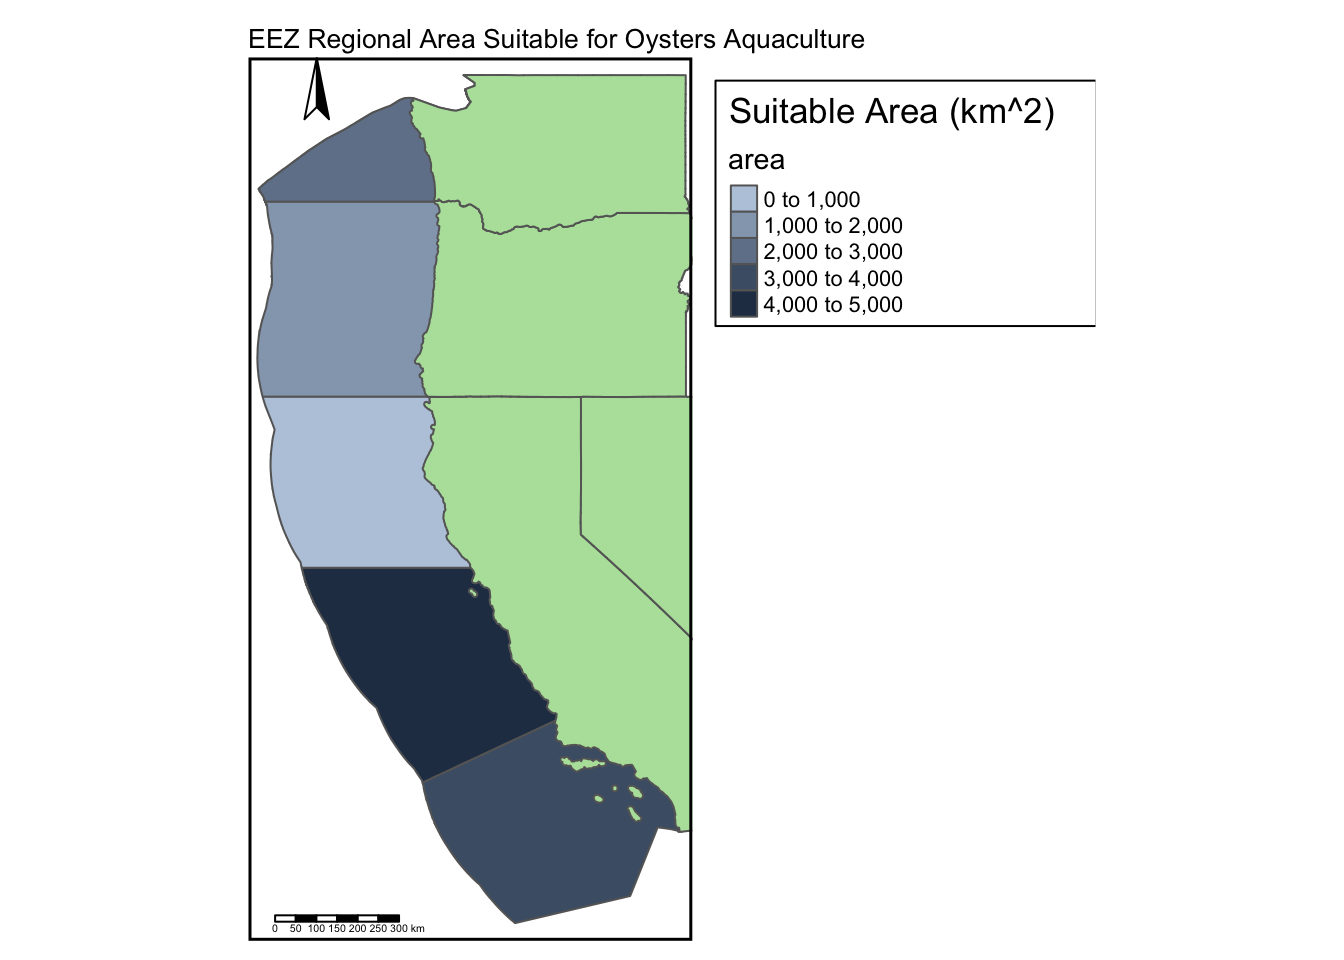 EEZ Regional Area Suitable for Oysters Aquaculture
Suitable Area (km^2)
area
0 to 1,000
1,000 to 2,000
2,000 to 3,000
3,000 to 4,000
4,000 to 5,000
0 50 100 150 200 250 300 km